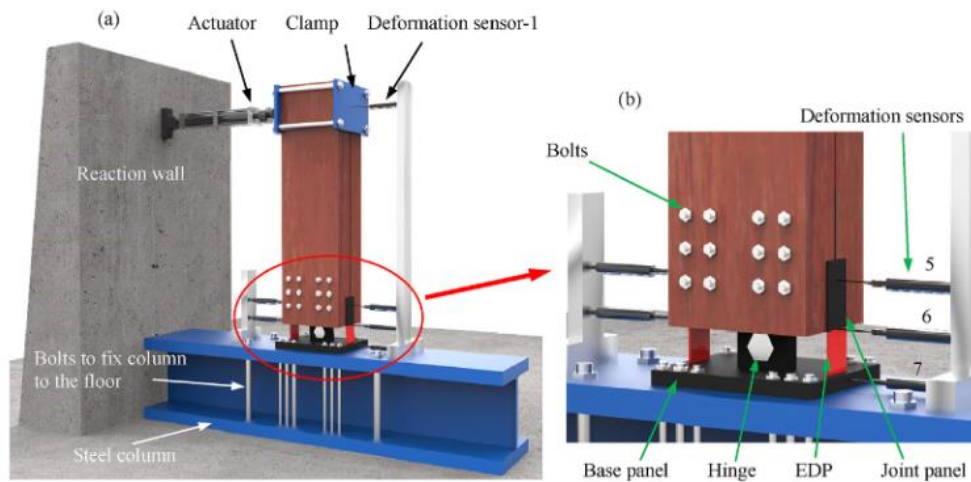 (a)
Actuator
Clamp
Deformation sensor-1
Reaction wall
Bolts to fix column
to the floor
Steel column
(b)
Deformation sensors
Bolts
5
6
7
Base panel
Hinge
EDP
Joint panel